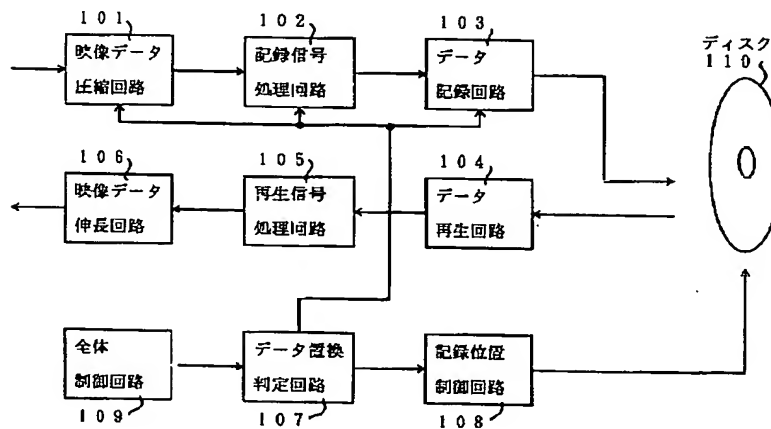 101
映像データ
圧縮回路
102
記録信号
処理回路
103
データ
記録回路
ディスク
110
106
映像データ
伸長回路
105
再生信号
処理回路
104
データ
再生回路
全体
制御回路
109
データ置換
判定回路
107
記録位置
制御回路
108